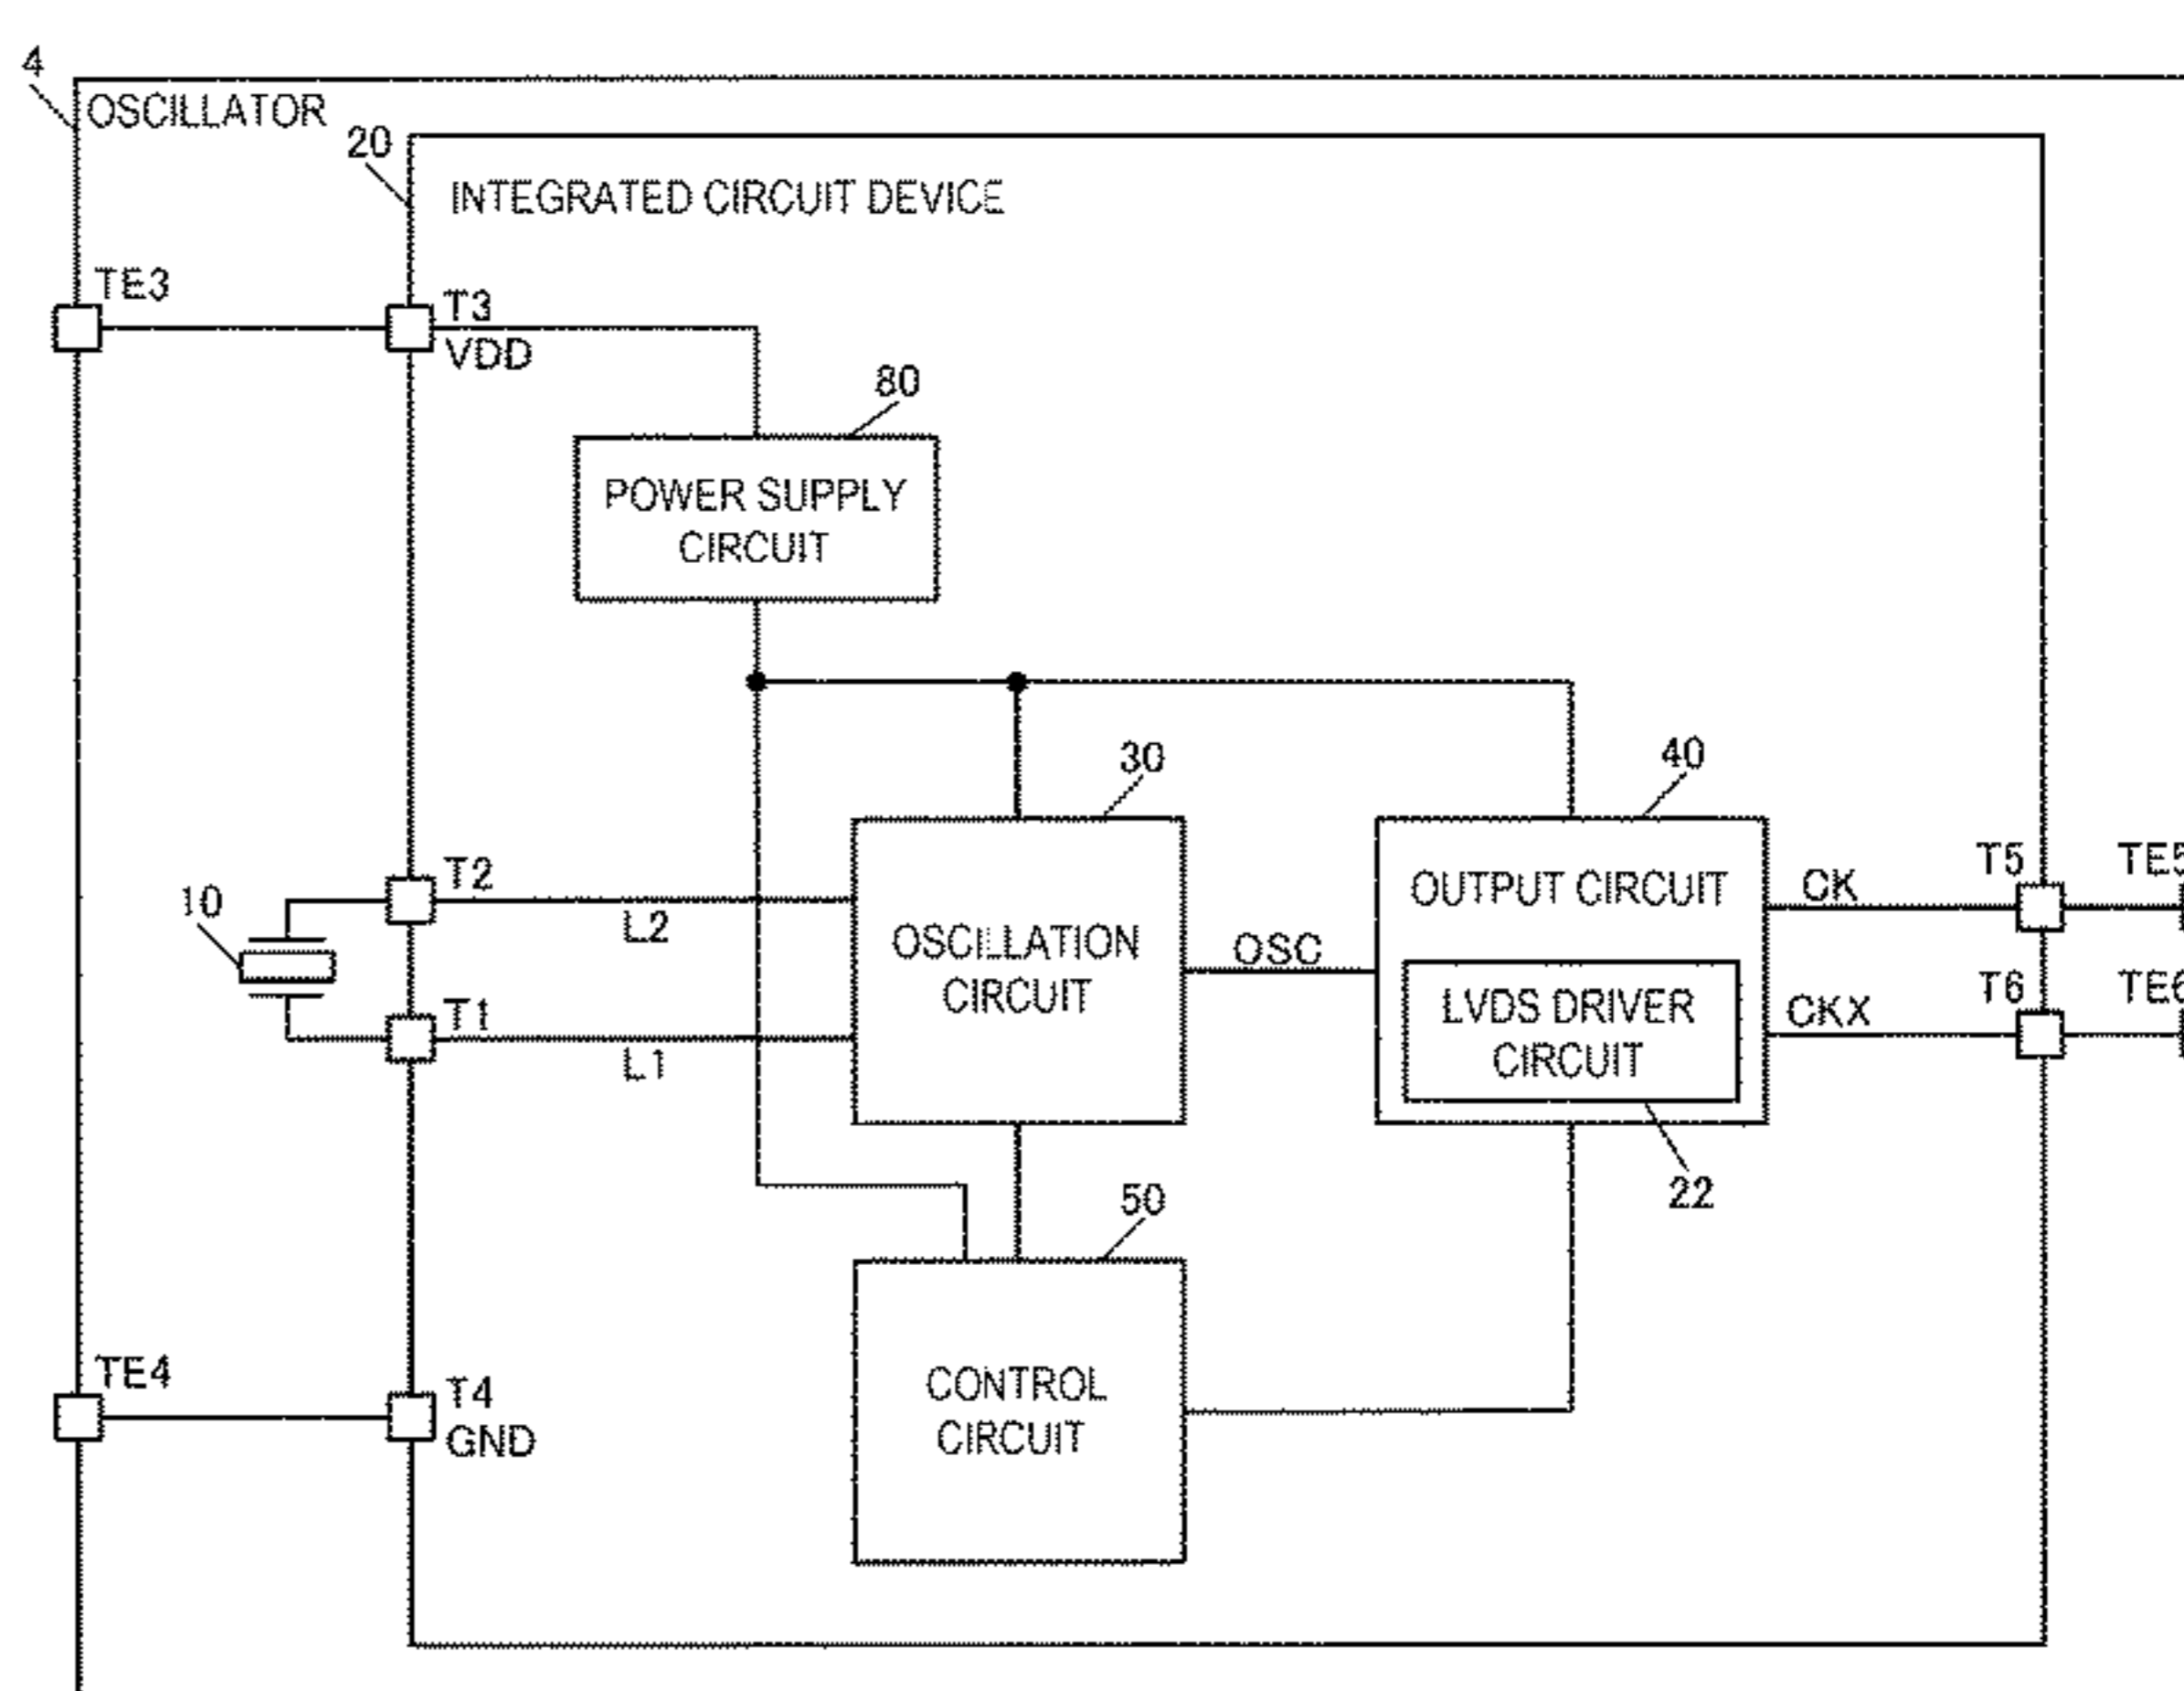 4
OSCILLATOR
20
INTEGRATED CIRCUIT DEVICE
TE3
T3
VDD
80
POWER SUPPLY
CIRCUIT
30
40
T2
10
L2
OSCILLATION
CIRCUIT
OSC
OUTPUT CIRCUIT
CK
T5
TE5
T1
L1
LVDS DRIVER
CIRCUIT
CKX
T6
TE6
22
50
TE4
T4
GND
CONTROL
CIRCUIT